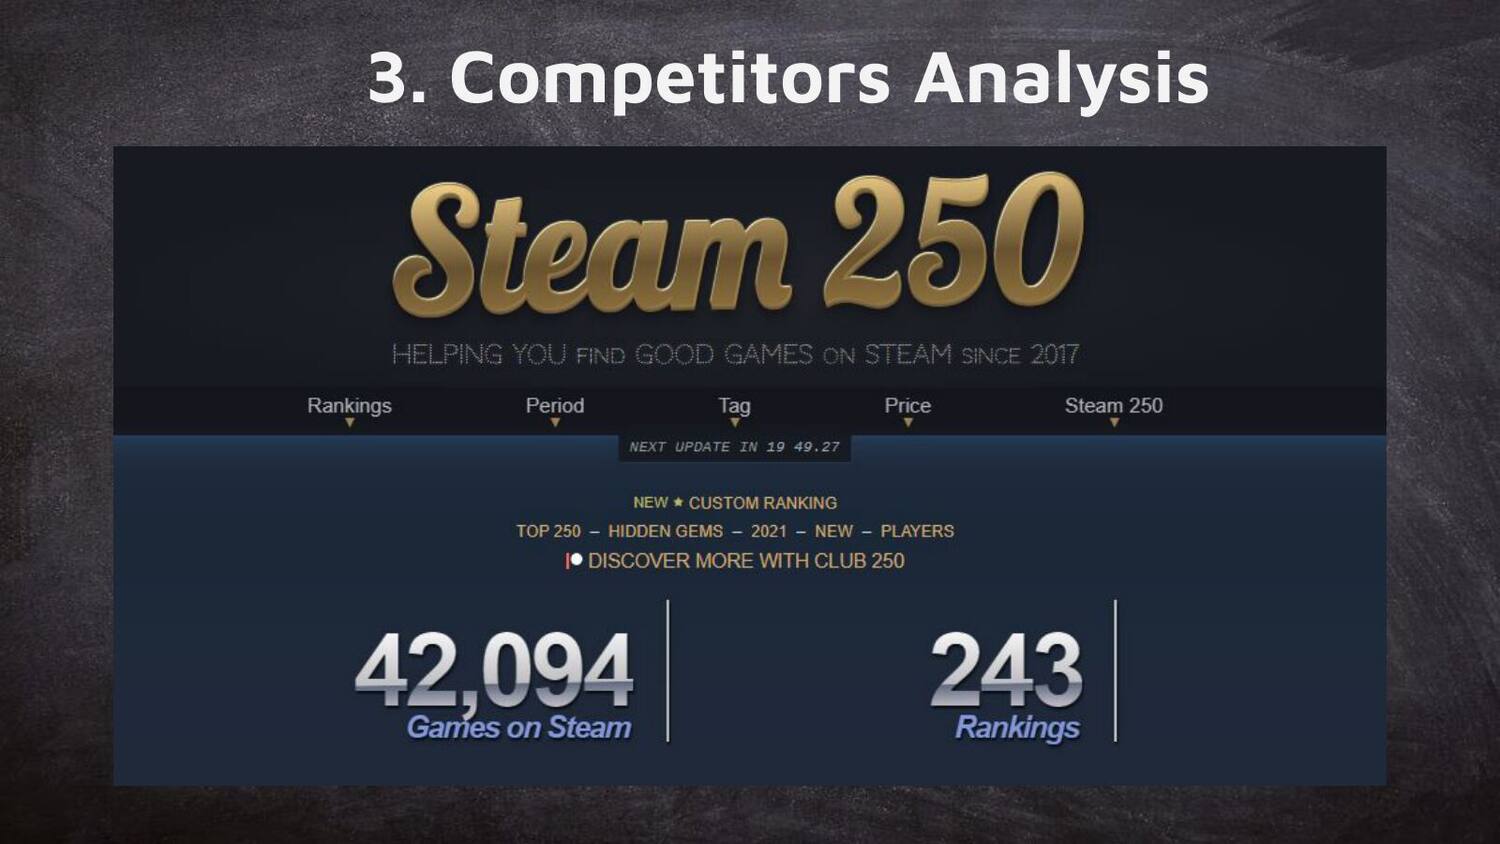 3. Competitors Analysis
Steam 250
HELPING YOU FIND GOOD GAMES ON STEAM SINCE 2017
Rankings Period Tag Price Steam 250
NEXT UPDATE IN 19 49.27
NEW ★ CUSTOM RANKING
TOP 250 – HIDDEN GEMS – 2021 – NEW – PLAYERS
DISCOVER MORE WITH CLUB 250
42,094 243
Games on Steam Rankings